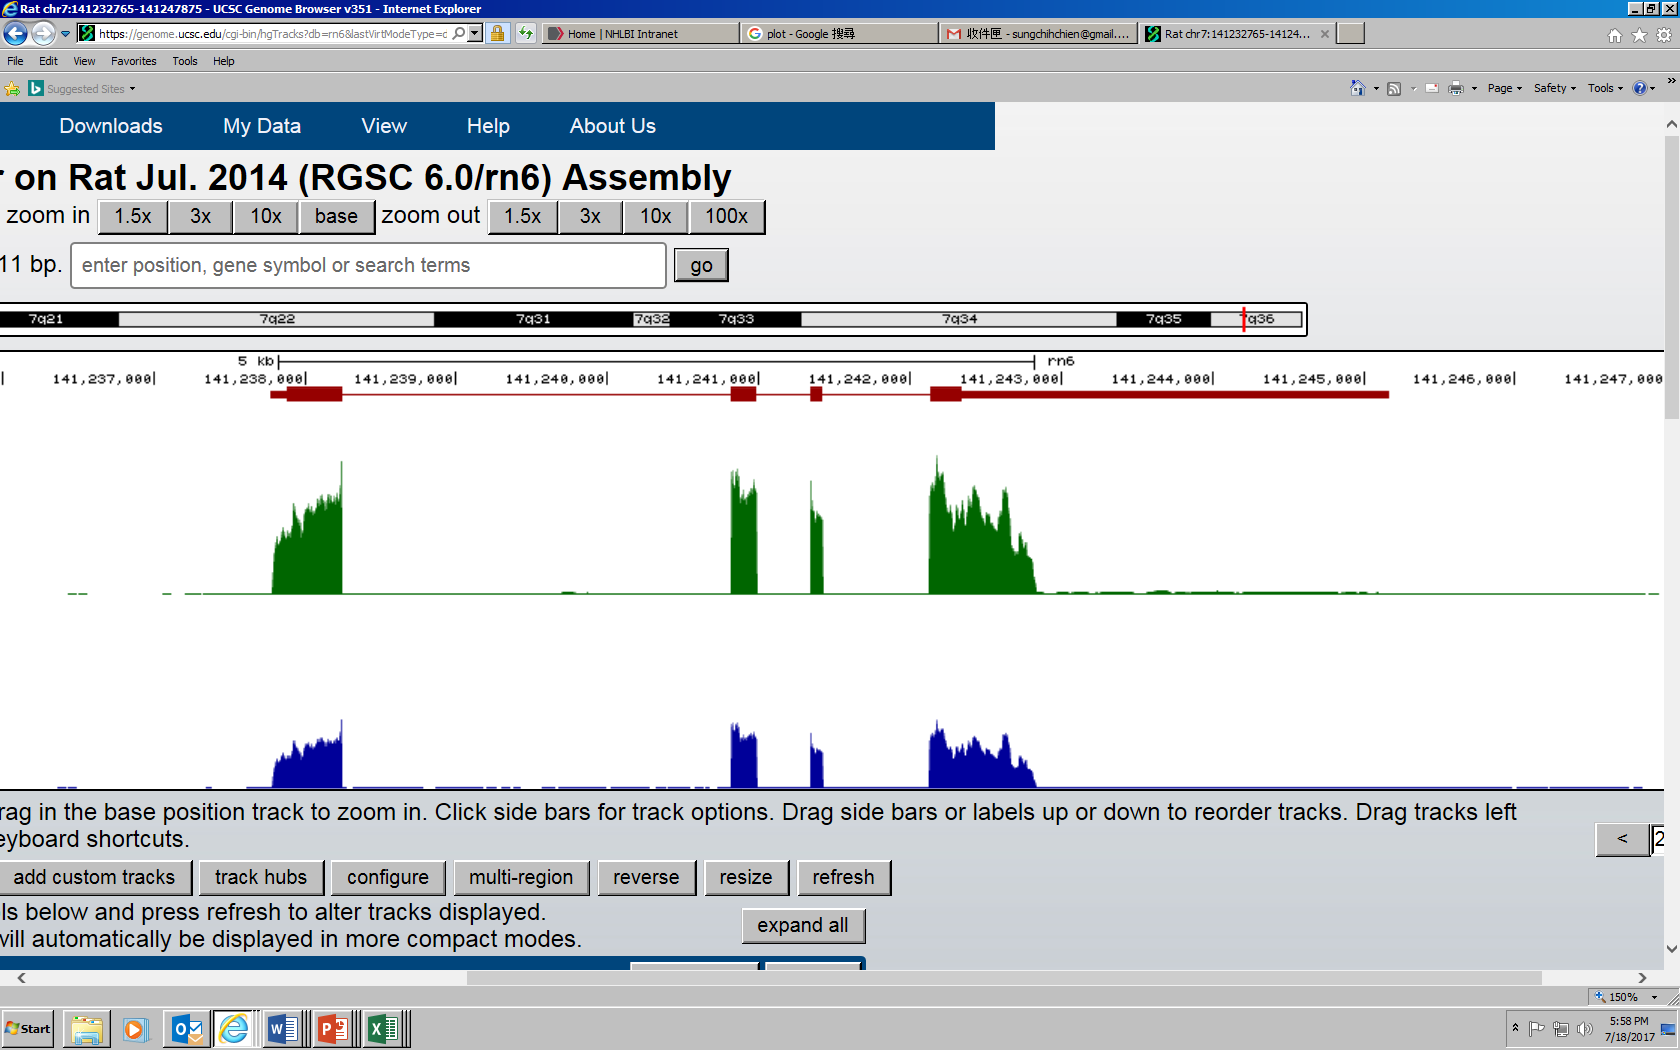 Rat chr7:141232765-141247875 - UCSC Genome Browser v351 - Internet Explorer
https://genome.ucsc.edu/cgi-bin/hgTracks?db=rn6&lastVirtModeType=c
Home | NHLBI Intranet
plot - Google 搜尋
收件匣 - sungchihchien@gmail....
Rat chr7:141232765-14124...
File Edit View Favorites Tools Help
Suggested Sites
Page Safety Tools
Downloads My Data View Help About Us
r on Rat Jul. 2014 (RGSC 6.0/rn6) Assembly
zoom in 1.5x 3x 10x base zoom out 1.5x 3x 10x 100x
11 bp. enter position, gene symbol or search terms go
7q21 7q22 7q31 7q32 7q33 7q34 7q35 7q36
5 kb rn6
141,237,000 141,238,000 141,239,000 141,240,000 141,241,000 141,242,000 141,243,000 141,244,000 141,245,000 141,246,000 141,247,000
rag in the base position track to zoom in. Click side bars for track options. Drag side bars or labels up or down to reorder tracks. Drag tracks left
eyboard shortcuts.
< 2
add custom tracks track hubs configure multi-region reverse resize refresh
ls below and press refresh to alter tracks displayed.
will automatically be displayed in more compact modes.
expand all
150%
Start
5:58 PM
7/18/2017